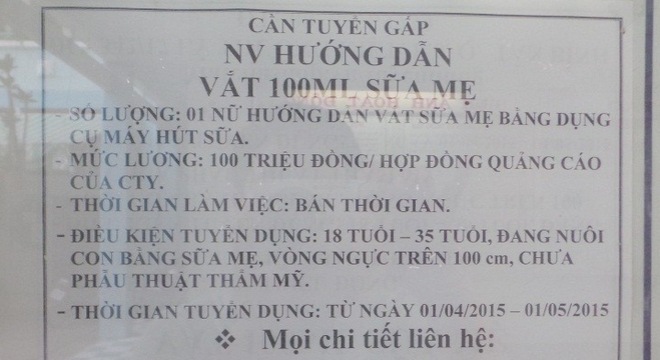 CẦN TUYỂN GẤP
NV HƯỚNG DẪN
VẮT 100ML SỮA MẸ
- SỐ LƯỢNG: 01 NỮ HƯỚNG DẪN VẮT SỮA MẸ BẰNG DỤNG
CỤ MÁY HÚT SỮA.
- MỨC LƯƠNG: 100 TRIỆU ĐỒNG/ HỢP ĐỒNG QUẢNG CÁO
CỦA CTY.
- THỜI GIAN LÀM VIỆC: BÁN THỜI GIAN.
- ĐIỀU KIỆN TUYỂN DỤNG: 18 TUỔI – 35 TUỔI, ĐANG NUÔI
CON BẰNG SỮA MẸ, VÒNG NGỰC TRÊN 100 cm, CHƯA
PHẪU THUẬT THẨM MỸ.
- THỜI GIAN TUYỂN DỤNG: TỪ NGÀY 01/04/2015 – 01/05/2015
❖ Mọi chi tiết liên hệ: